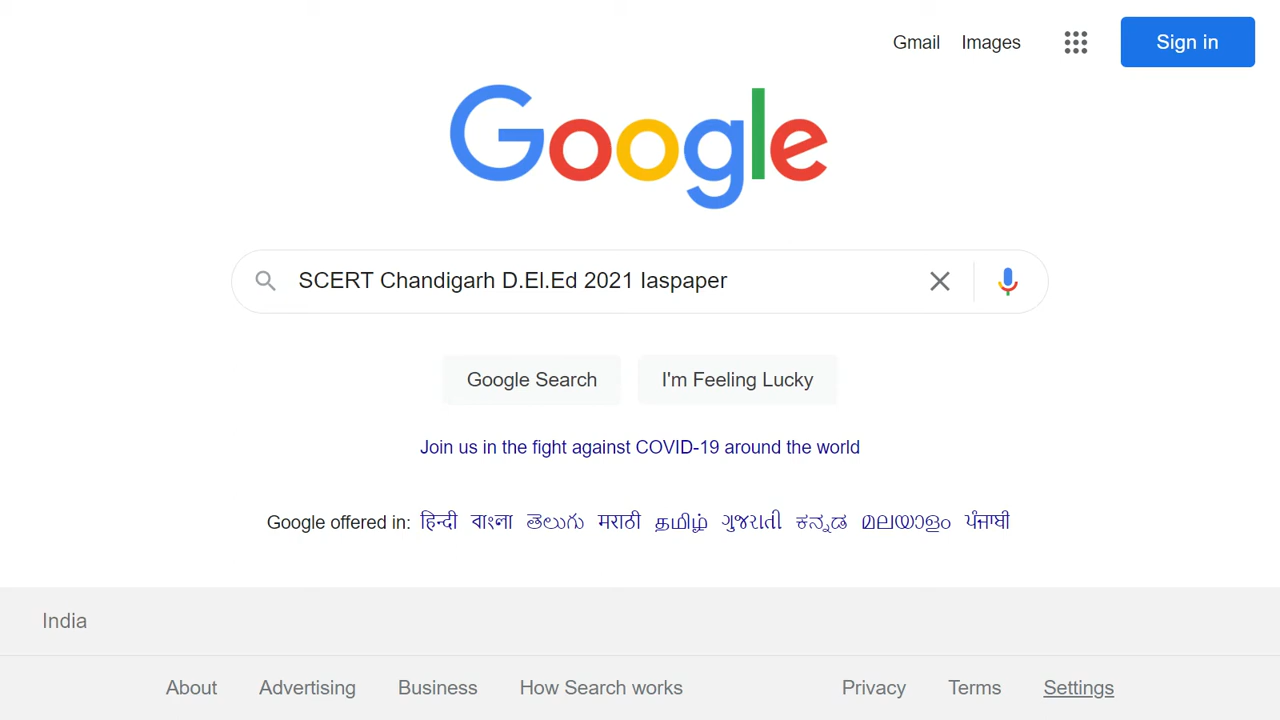 Gmail Images Sign in
Google
SCERT Chandigarh D.El.Ed 2021 Iaspaper
Google Search I'm Feeling Lucky
Join us in the fight against COVID-19 around the world
Google offered in: हिन्दी বাংলা తెలుగు मराठी தமிழ் ગુજરાતી ಕನ್ನಡ മലയാളം ਪੰਜਾਬੀ
India
About Advertising Business How Search works Privacy Terms Settings